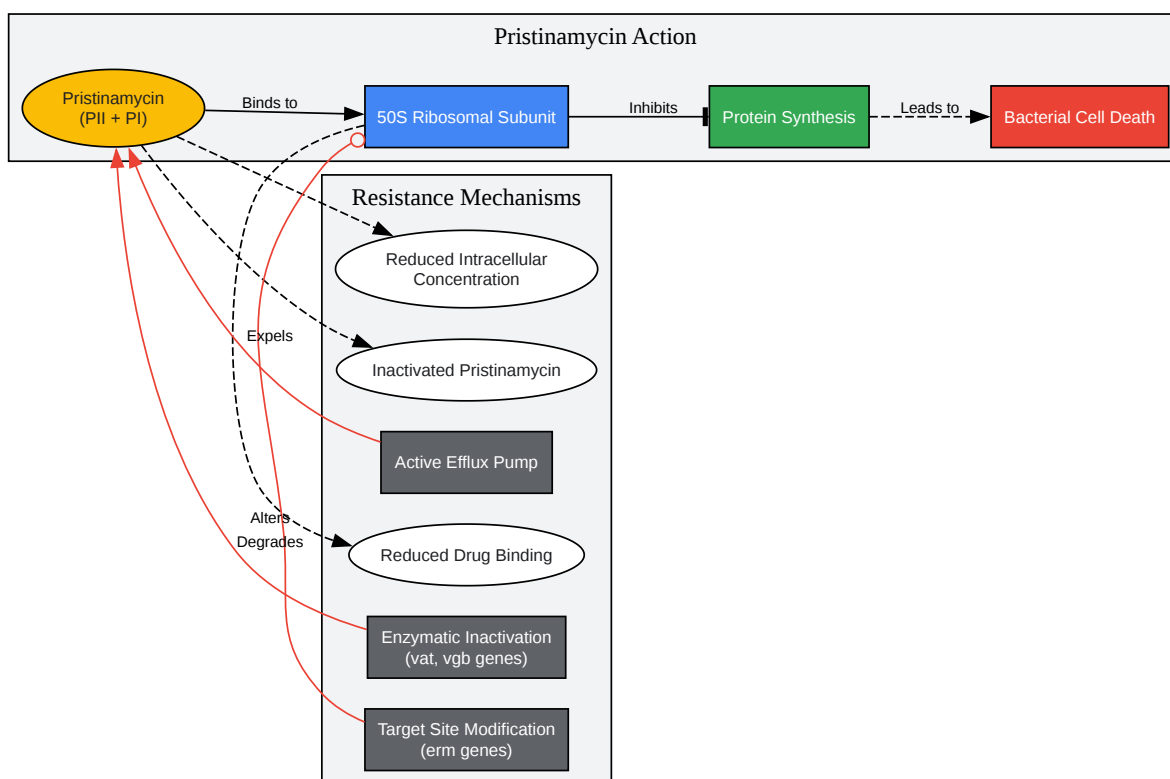 Pristinamycin Action
Pristinamycin
(PII + PI)
Binds to
50S Ribosomal Subunit
Inhibits
Protein Synthesis
Leads to
Bacterial Cell Death
Resistance Mechanisms
Reduced Intracellular
Concentration
Expels
Inactivated Pristinamycin
Active Efflux Pump
Alters
Degrades
Reduced Drug Binding
Enzymatic Inactivation
(vat, vgb genes)
Target Site Modification
(erm genes)